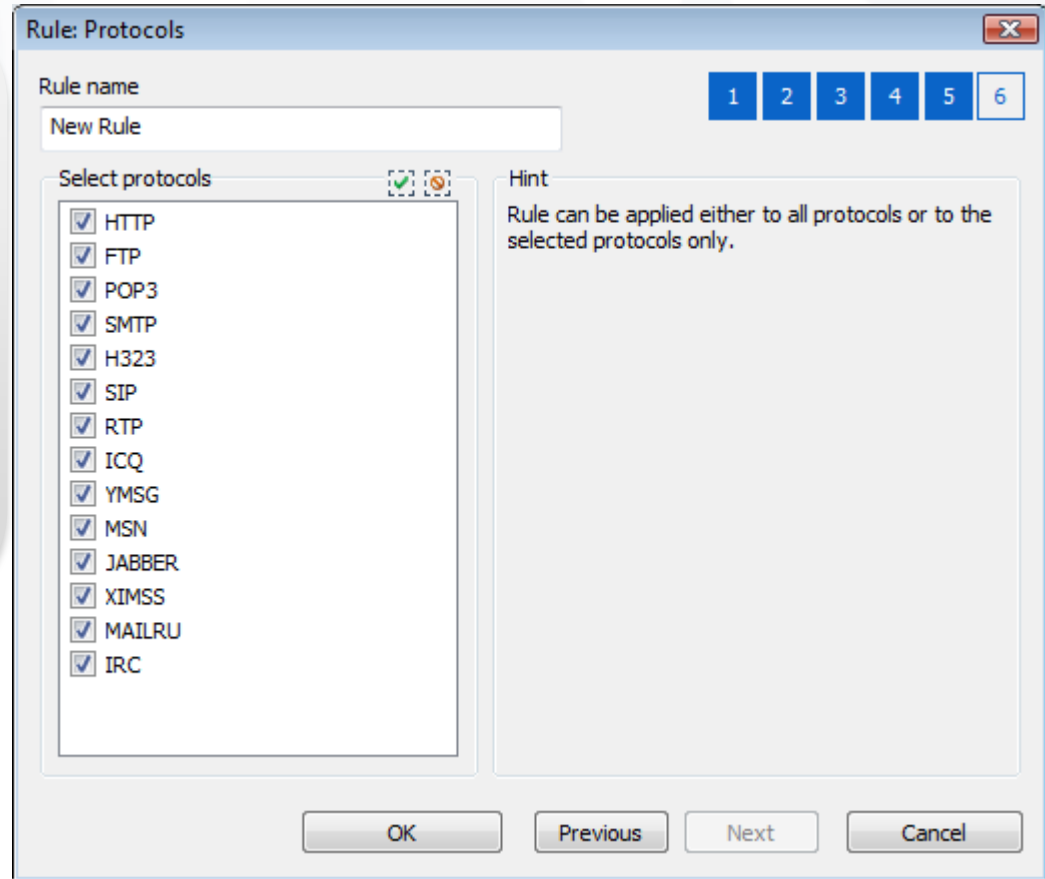 Rule: Protocols
Rule name
1 2 3 4 5 6
New Rule
Select protocols
HTTP
FTP
POP3
SMTP
H323
SIP
RTP
ICQ
YMSG
MSN
JABBER
XIMSS
MAILRU
IRC
Hint
Rule can be applied either to all protocols or to the
selected protocols only.
OK Previous Next Cancel